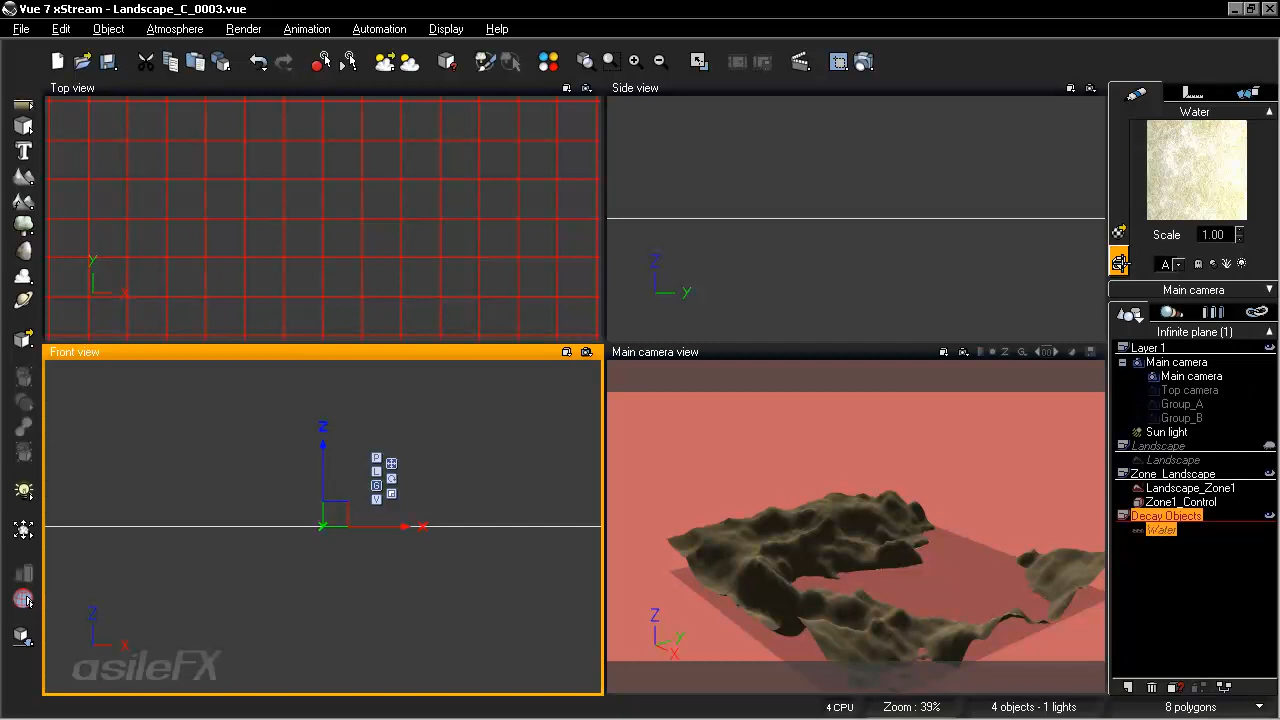 Vue 7 xStream - Landscape_C_0003.vue
File Edit Object Atmosphere Render Animation Automation Display Help
Top view
Side view
Y
X
Z
Y
Front view
Z
X
P
L
G
V
Z
X
asileFX
Main camera view
Z
Y
X
Water
Scale 1.00
A
Main camera
Infinite plane (1)
Layer 1
Main camera
Main camera
Top camera
Group_A
Group_B
Sun light
Landscape
Landscape
Zone_Landscape
Landscape_Zone1
Zone1_Control
Decay Objects
Water
4 CPU Zoom : 39% 4 objects - 1 lights 8 polygons